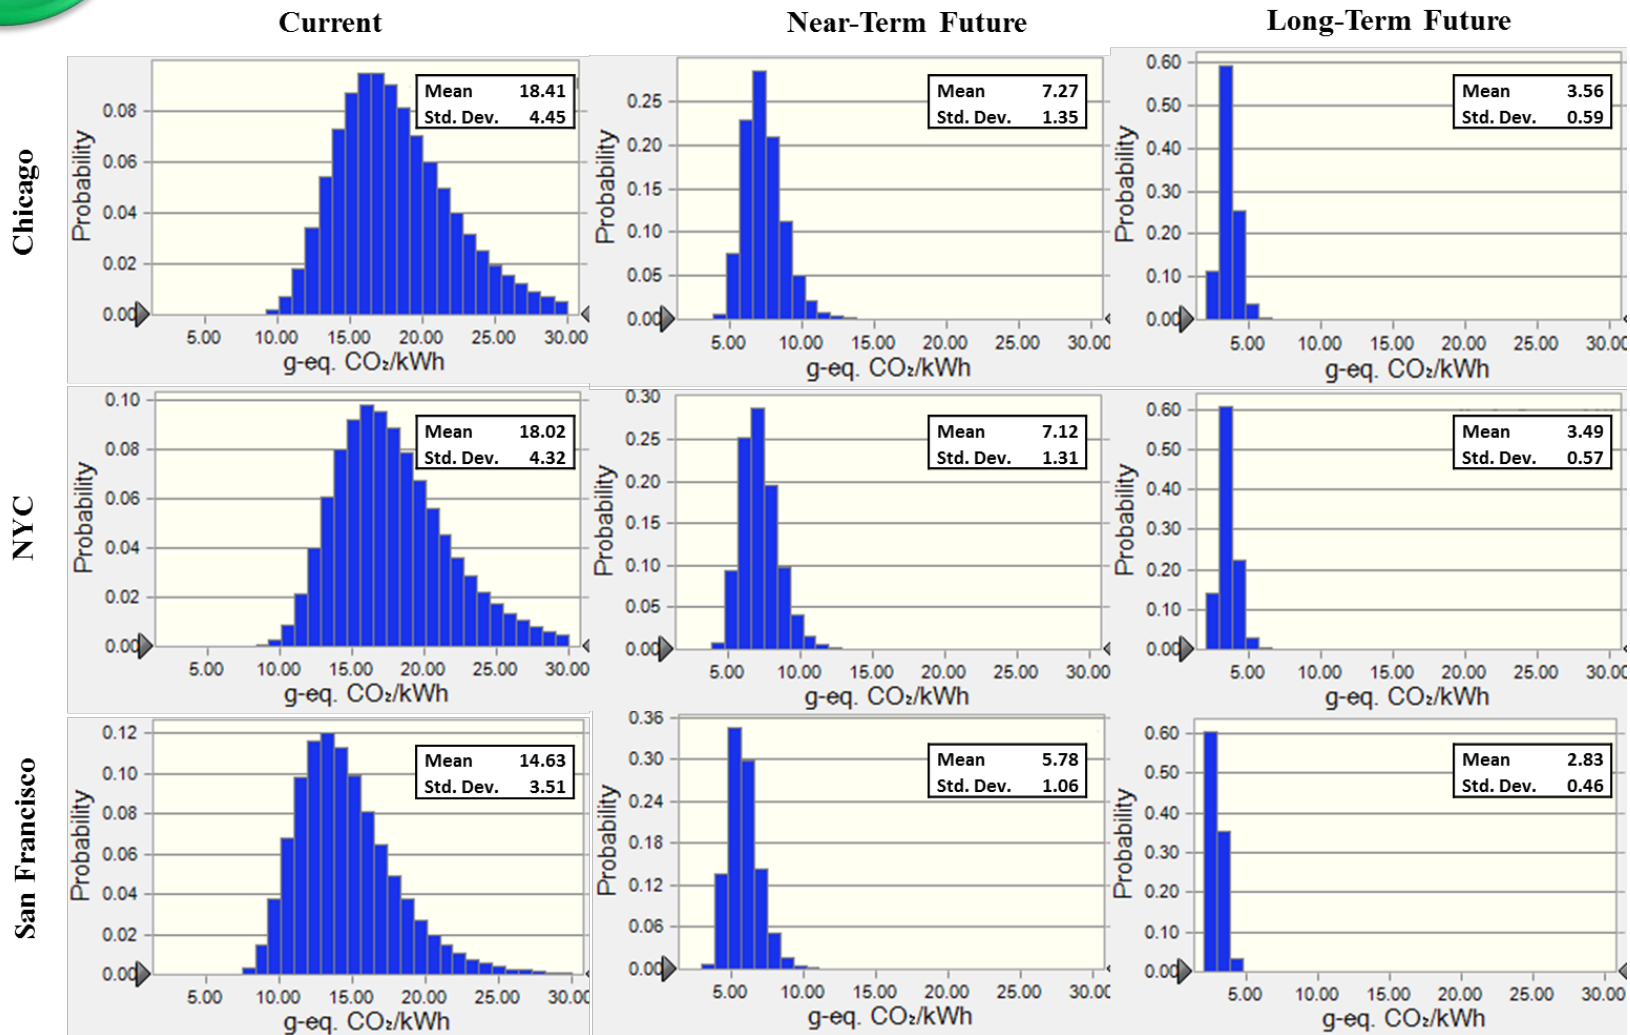 Current Near-Term Future Long-Term Future
Chicago
Probability
0.08
0.06
0.04
0.02
0.00
5.00 10.00 15.00 20.00 25.00 30.00
g-eq. CO₂/kWh
Mean 18.41
Std. Dev. 4.45
Probability
0.25
0.20
0.15
0.10
0.05
0.00
5.00 10.00 15.00 20.00 25.00 30.00
g-eq. CO₂/kWh
Mean 7.27
Std. Dev. 1.35
Probability
0.60
0.50
0.40
0.30
0.20
0.10
0.00
5.00 10.00 15.00 20.00 25.00 30.00
g-eq. CO₂/kWh
Mean 3.56
Std. Dev. 0.59
NYC
Probability
0.10
0.08
0.06
0.04
0.02
0.00
5.00 10.00 15.00 20.00 25.00 30.00
g-eq. CO₂/kWh
Mean 18.02
Std. Dev. 4.32
Probability
0.30
0.25
0.20
0.15
0.10
0.05
0.00
5.00 10.00 15.00 20.00 25.00 30.00
g-eq. CO₂/kWh
Mean 7.12
Std. Dev. 1.31
Probability
0.60
0.50
0.40
0.30
0.20
0.10
0.00
5.00 10.00 15.00 20.00 25.00 30.00
g-eq. CO₂/kWh
Mean 3.49
Std. Dev. 0.57
San Francisco
Probability
0.12
0.10
0.08
0.06
0.04
0.02
0.00
5.00 10.00 15.00 20.00 25.00 30.00
g-eq. CO₂/kWh
Mean 14.63
Std. Dev. 3.51
Probability
0.36
0.30
0.24
0.18
0.12
0.06
0.00
5.00 10.00 15.00 20.00 25.00 30.00
g-eq. CO₂/kWh
Mean 5.78
Std. Dev. 1.06
Probability
0.60
0.50
0.40
0.30
0.20
0.10
0.00
5.00 10.00 15.00 20.00 25.00 30.00
g-eq. CO₂/kWh
Mean 2.83
Std. Dev. 0.46